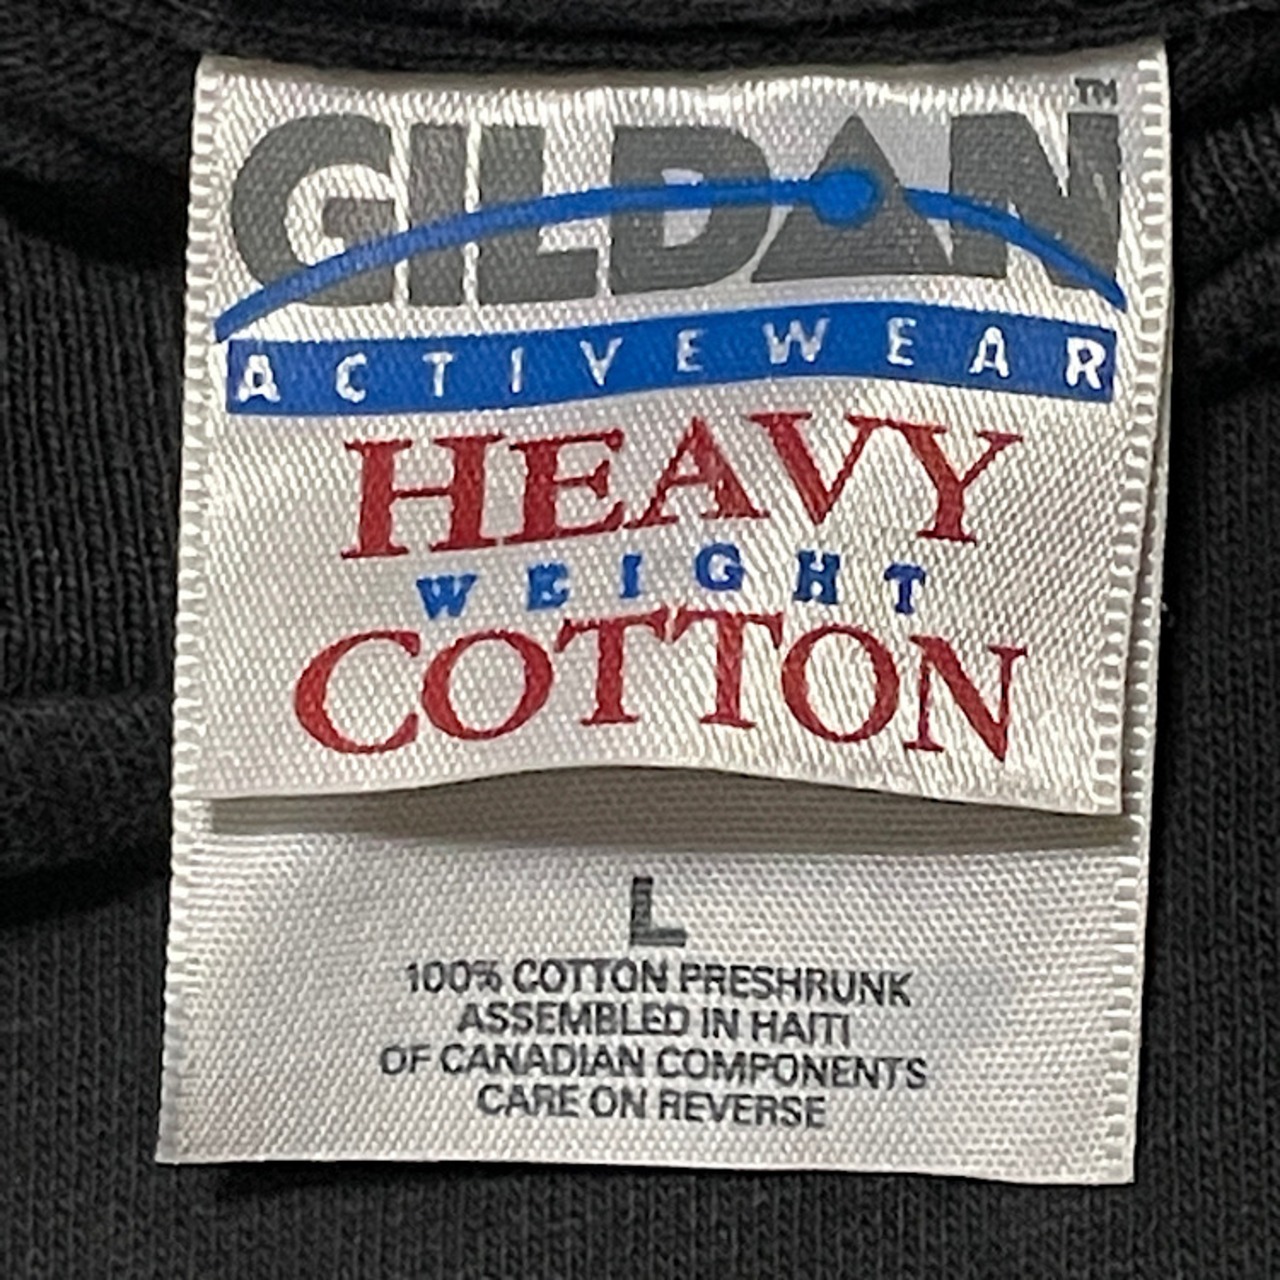 GILDAN™
ACTIVEWEAR
HEAVY
WEIGHT
COTTON
L
100% COTTON PRESHRUNK
ASSEMBLED IN HAITI
OF CANADIAN COMPONENTS
CARE ON REVERSE